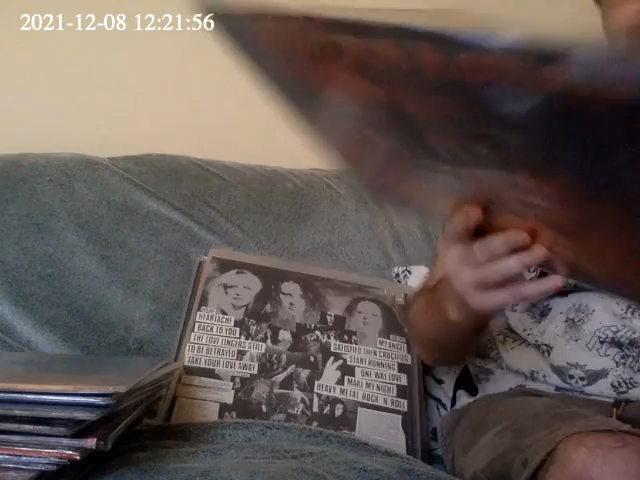 2021-12-08 12:21:56
HEARTACHE
BACK TO YOU
THE LOVE LINGERS STILL
TO BE BETRAYED
TAKE YOUR LOVE AWAY
MY ANGEL
SATISFIED THEN CRUCIFIED
START RUNNING
ONE WAY LOVE
MAKE MY NIGHT
HEAVY METAL ROCK 'N' ROLL